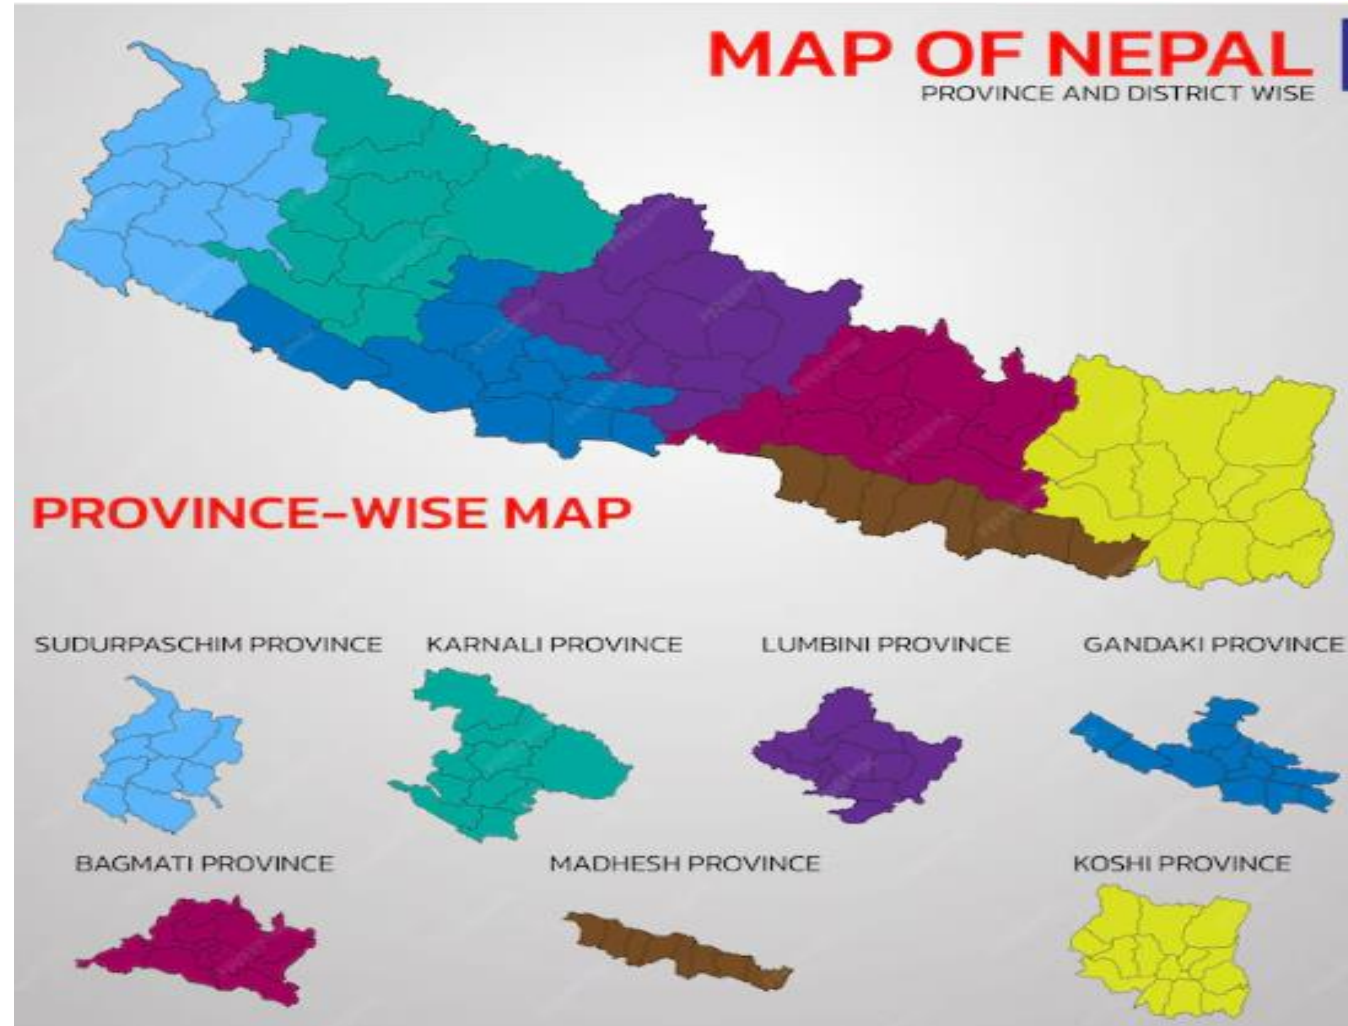 MAP OF NEPAL
PROVINCE AND DISTRICT WISE
PROVINCE-WISE MAP
SUDURPASCHIM PROVINCE
KARNALI PROVINCE
LUMBINI PROVINCE
GANDAKI PROVINCE
BAGMATI PROVINCE
MADHESH PROVINCE
KOSHI PROVINCE